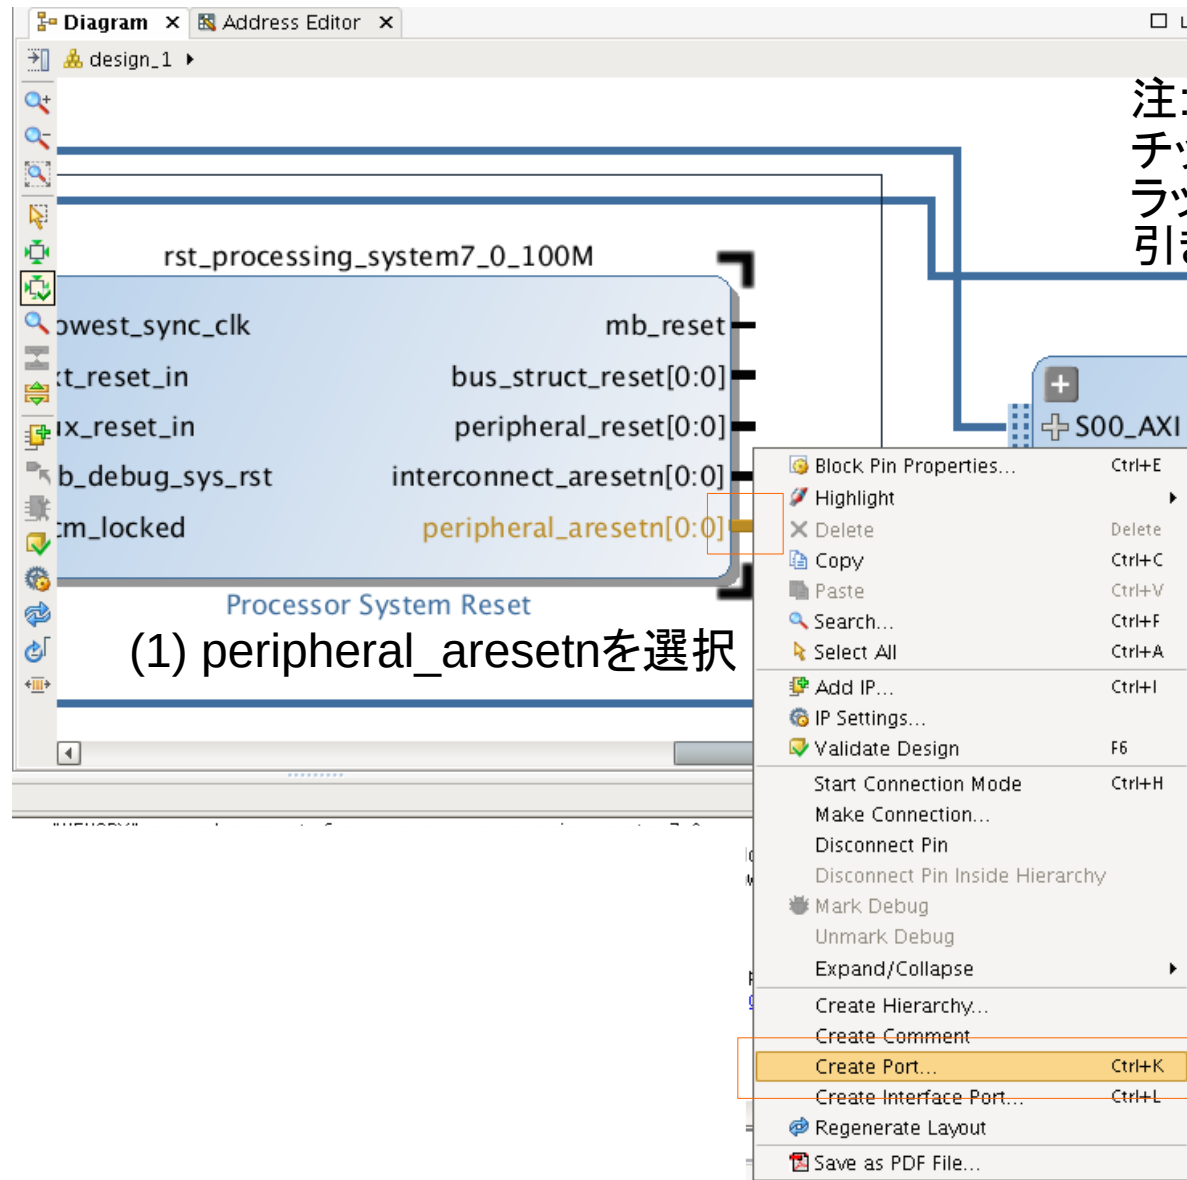 Diagram
Address Editor
design_1
注:
チッ
ラッ
引き
rst_processing_system7_0_100M
owest_sync_clk
mb_reset
xt_reset_in
bus_struct_reset[0:0]
ux_reset_in
peripheral_reset[0:0]
S00_AXI
b_debug_sys_rst
interconnect_aresetn[0:0]
cm_locked
peripheral_aresetn[0:0]
Processor System Reset
(1) peripheral_aresetnを選択
Block Pin Properties... Ctrl+E
Highlight
Delete Delete
Copy Ctrl+C
Paste Ctrl+V
Search... Ctrl+F
Select All Ctrl+A
Add IP... Ctrl+I
IP Settings...
Validate Design F6
Start Connection Mode Ctrl+H
Make Connection...
Disconnect Pin
Disconnect Pin Inside Hierarchy
Mark Debug
Unmark Debug
Expand/Collapse
Create Hierarchy...
Create Comment
Create Port... Ctrl+K
Create Interface Port... Ctrl+L
Regenerate Layout
Save as PDF File...